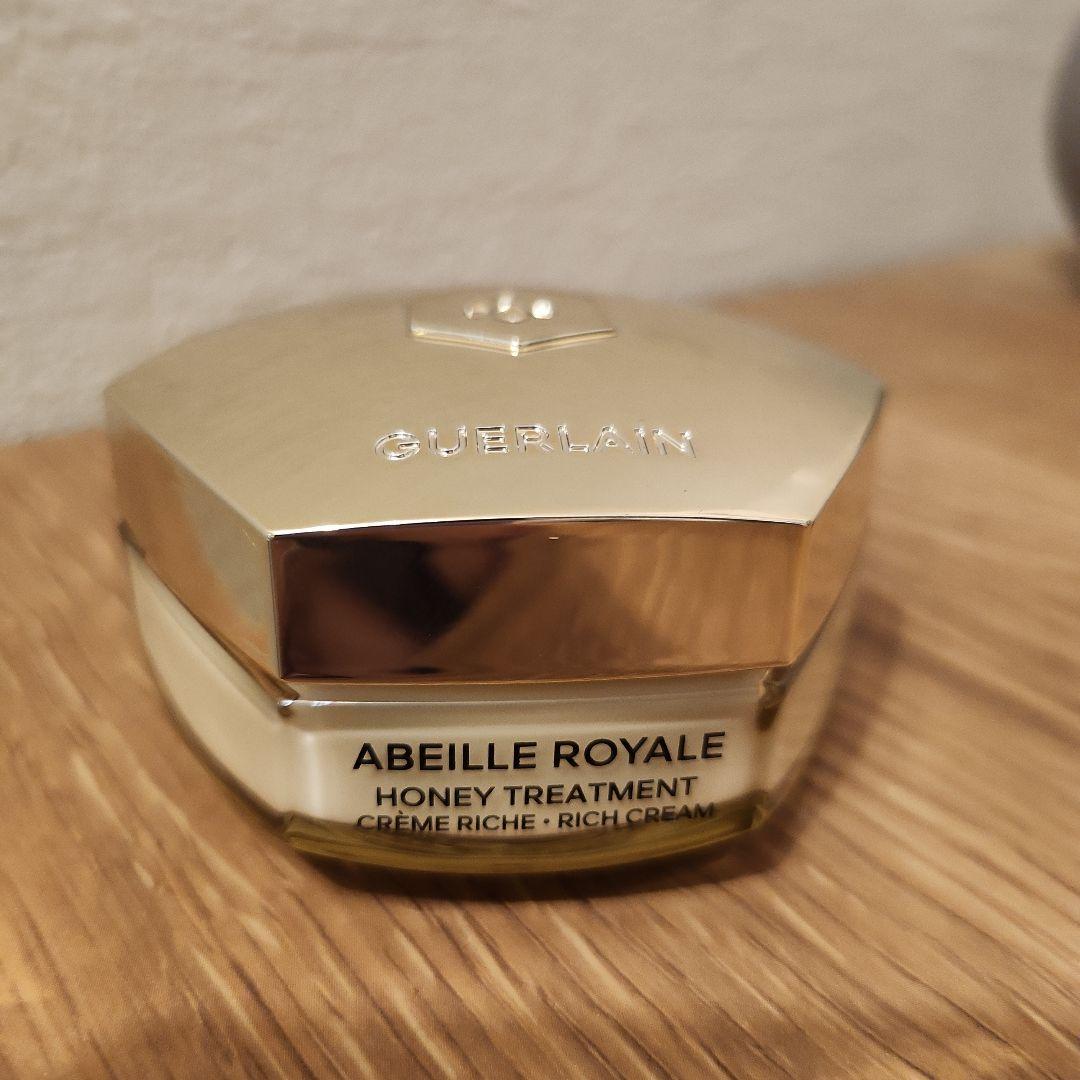 GUERLAIN
ABEILLE ROYALE
HONEY TREATMENT
CRÈME RICHE • RICH CREAM